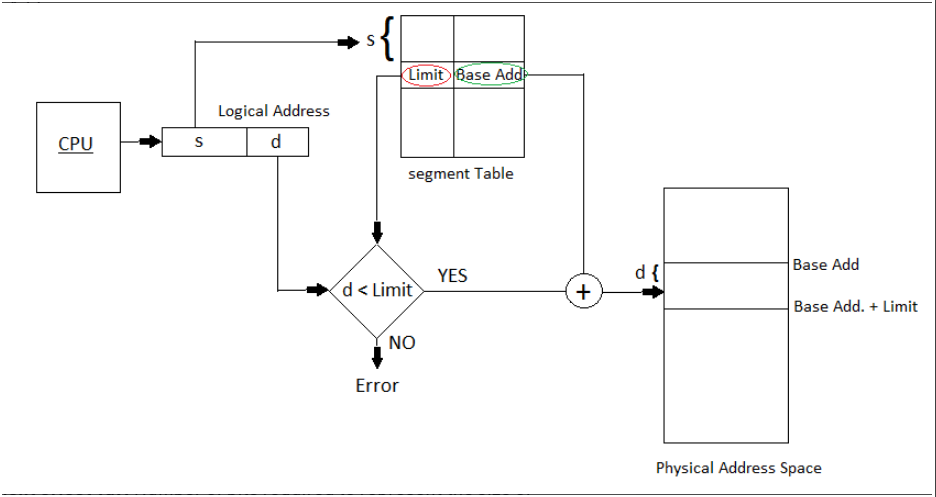 s {
Limit
Base Add
Logical Address
CPU
s
d
segment Table
d < Limit
YES
+
d {
Base Add
Base Add. + Limit
NO
Error
Physical Address Space